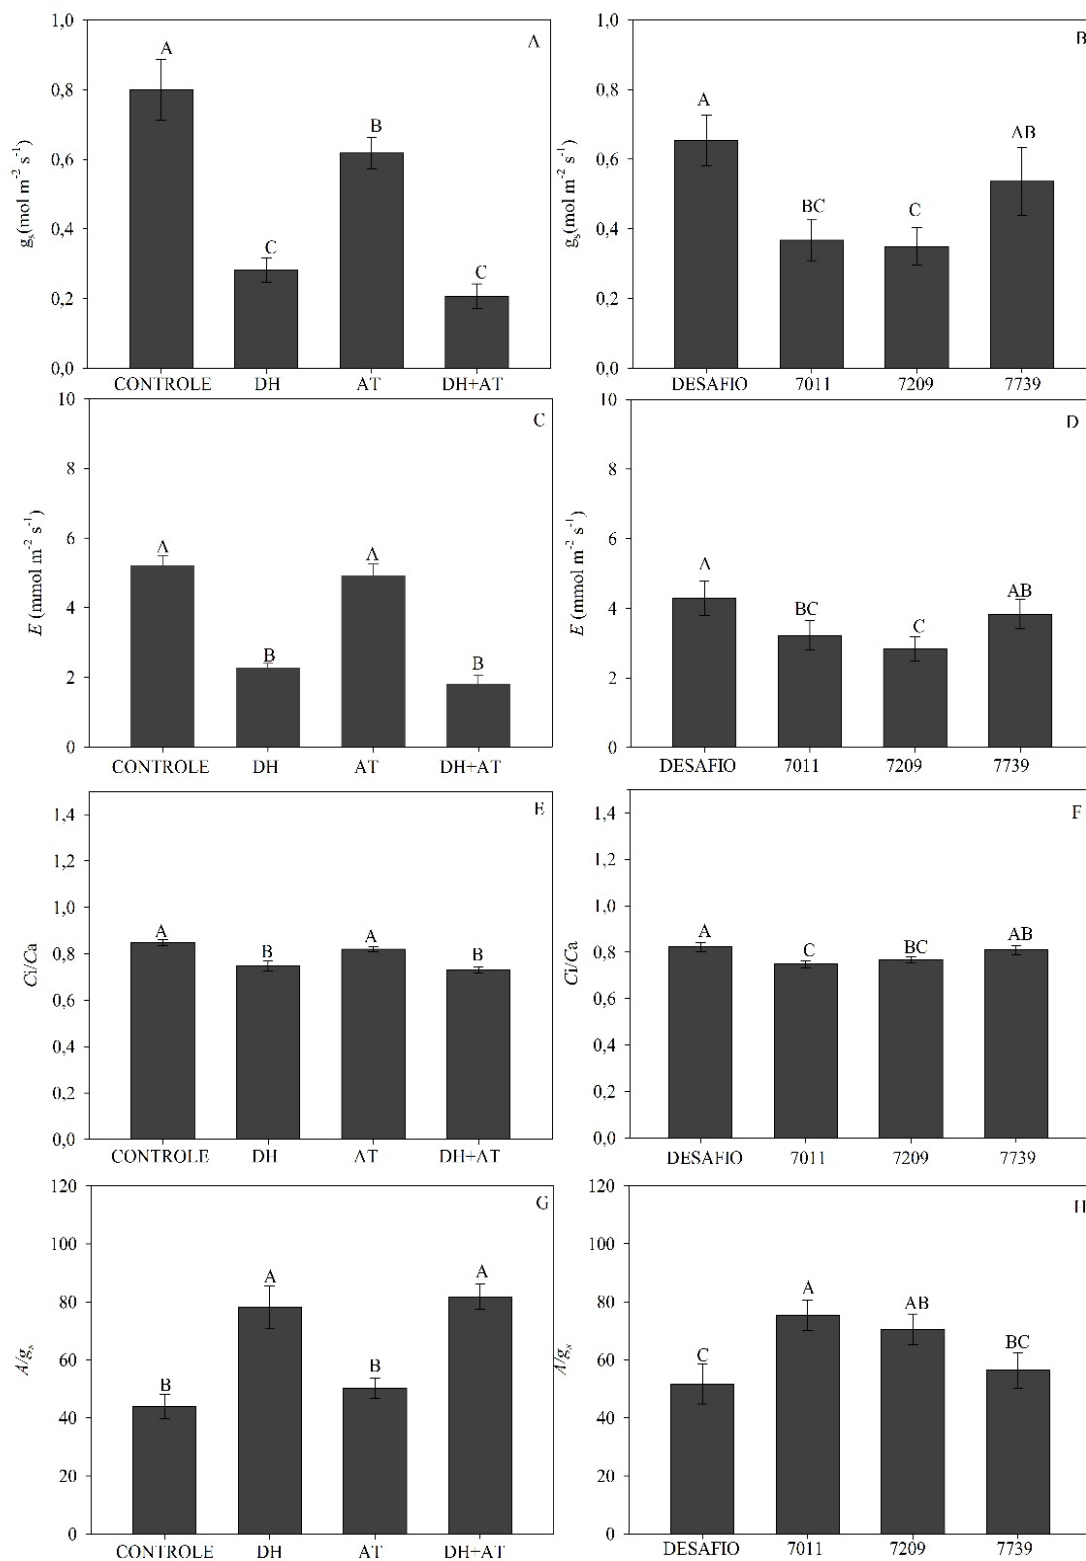 A
B
1,0
0,8
0,6
0,4
0,2
0,0
g_s(mol m⁻² s⁻¹)
A
C
B
C
CONTROLE DH AT DH+AT
1,0
0,8
0,6
0,4
0,2
0,0
g_s(mol m⁻² s⁻¹)
A
BC
C
AB
DESAFIO 7011 7209 7739
C
10
8
6
4
2
0
E (mmol m⁻² s⁻¹)
A
B
A
B
CONTROLE DH AT DH+AT
D
10
8
6
4
2
0
E (mmol m⁻² s⁻¹)
A
BC
C
AB
DESAFIO 7011 7209 7739
E
1,4
1,2
1,0
0,8
0,6
0,4
0,2
0,0
Ci/Ca
A
B
A
B
CONTROLE DH AT DH+AT
F
1,4
1,2
1,0
0,8
0,6
0,4
0,2
0,0
Ci/Ca
A
C
BC
AB
DESAFIO 7011 7209 7739
G
120
100
80
60
40
20
0
A/g_s
B
A
B
A
CONTROLE DH AT DH+AT
H
120
100
80
60
40
20
0
A/g_s
C
A
AB
BC
DESAFIO 7011 7209 7739